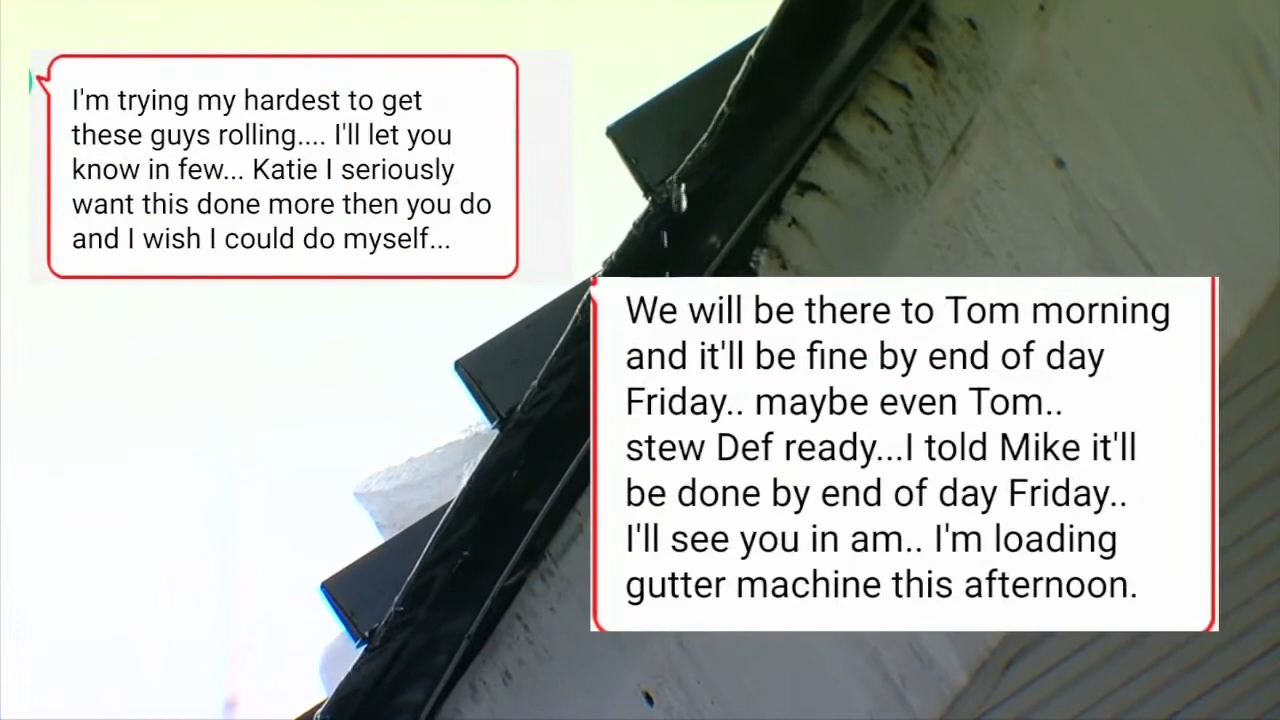 I'm trying my hardest to get
these guys rolling.... I'll let you
know in few... Katie I seriously
want this done more then you do
and I wish I could do myself...
We will be there to Tom morning
and it'll be fine by end of day
Friday.. maybe even Tom..
stew Def ready...I told Mike it'll
be done by end of day Friday..
I'll see you in am.. I'm loading
gutter machine this afternoon.